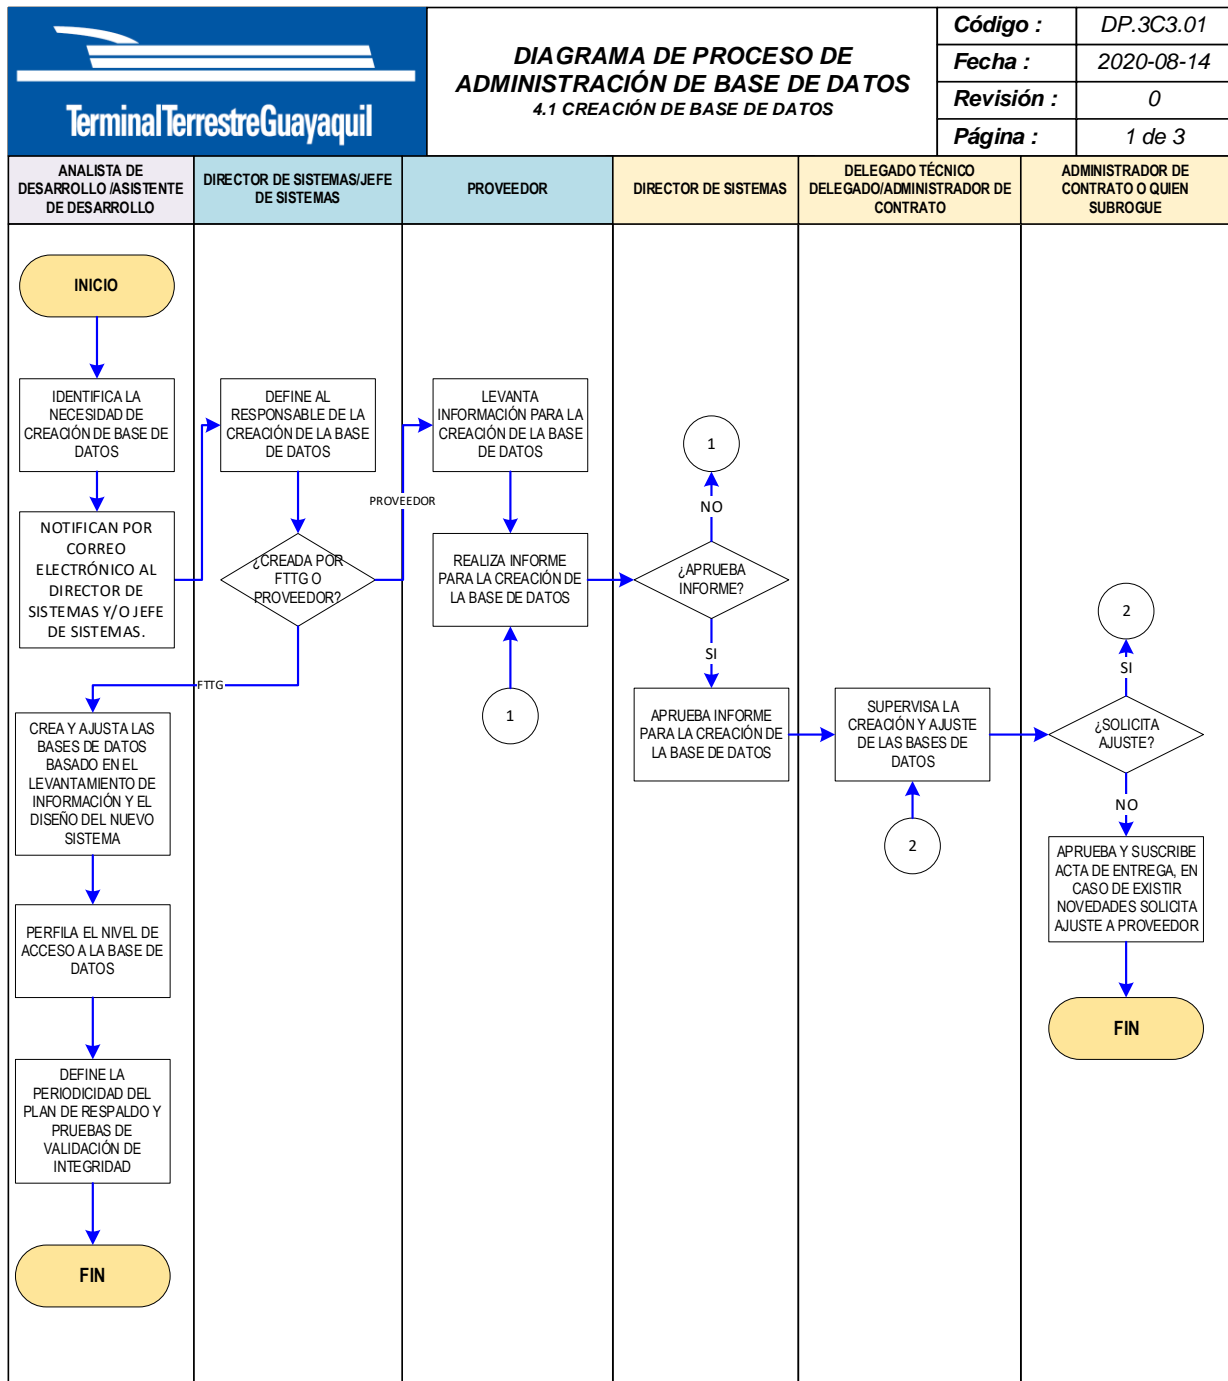 TerminalTerrestreGuayaquil
DIAGRAMA DE PROCESO DE
ADMINISTRACIÓN DE BASE DE DATOS
4.1 CREACIÓN DE BASE DE DATOS
Código : DP.3C3.01
Fecha : 2020-08-14
Revisión : 0
Página : 1 de 3
ANALISTA DE
DESARROLLO /ASISTENTE
DE DESARROLLO
DIRECTOR DE SISTEMAS/JEFE
DE SISTEMAS
PROVEEDOR
DIRECTOR DE SISTEMAS
DELEGADO TÉCNICO
DELEGADO/ADMINISTRADOR DE
CONTRATO
ADMINISTRADOR DE
CONTRATO O QUIEN
SUBROGUE
INICIO
IDENTIFICA LA
NECESIDAD DE
CREACIÓN DE BASE DE
DATOS
NOTIFICAN POR
CORREO
ELECTRÓNICO AL
DIRECTOR DE
SISTEMAS Y/O JEFE
DE SISTEMAS.
DEFINE AL
RESPONSABLE DE LA
CREACIÓN DE LA BASE
DE DATOS
¿CREADA POR
FTTG O
PROVEEDOR?
PROVEEDOR
FTTG
CREA Y AJUSTA LAS
BASES DE DATOS
BASADO EN EL
LEVANTAMIENTO DE
INFORMACIÓN Y EL
DISEÑO DEL NUEVO
SISTEMA
PERFILA EL NIVEL DE
ACCESO A LA BASE DE
DATOS
DEFINE LA
PERIODICIDAD DEL
PLAN DE RESPALDO Y
PRUEBAS DE
VALIDACIÓN DE
INTEGRIDAD
FIN
LEVANTA
INFORMACIÓN PARA LA
CREACIÓN DE LA BASE
DE DATOS
REALIZA INFORME
PARA LA CREACIÓN DE
LA BASE DE DATOS
1
1
NO
¿APRUEBA
INFORME?
SI
APRUEBA INFORME
PARA LA CREACIÓN DE
LA BASE DE DATOS
SUPERVISA LA
CREACIÓN Y AJUSTE
DE LAS BASES DE
DATOS
2
2
SI
¿SOLICITA
AJUSTE?
NO
APRUEBA Y SUSCRIBE
ACTA DE ENTREGA, EN
CASO DE EXISTIR
NOVEDADES SOLICITA
AJUSTE A PROVEEDOR
FIN